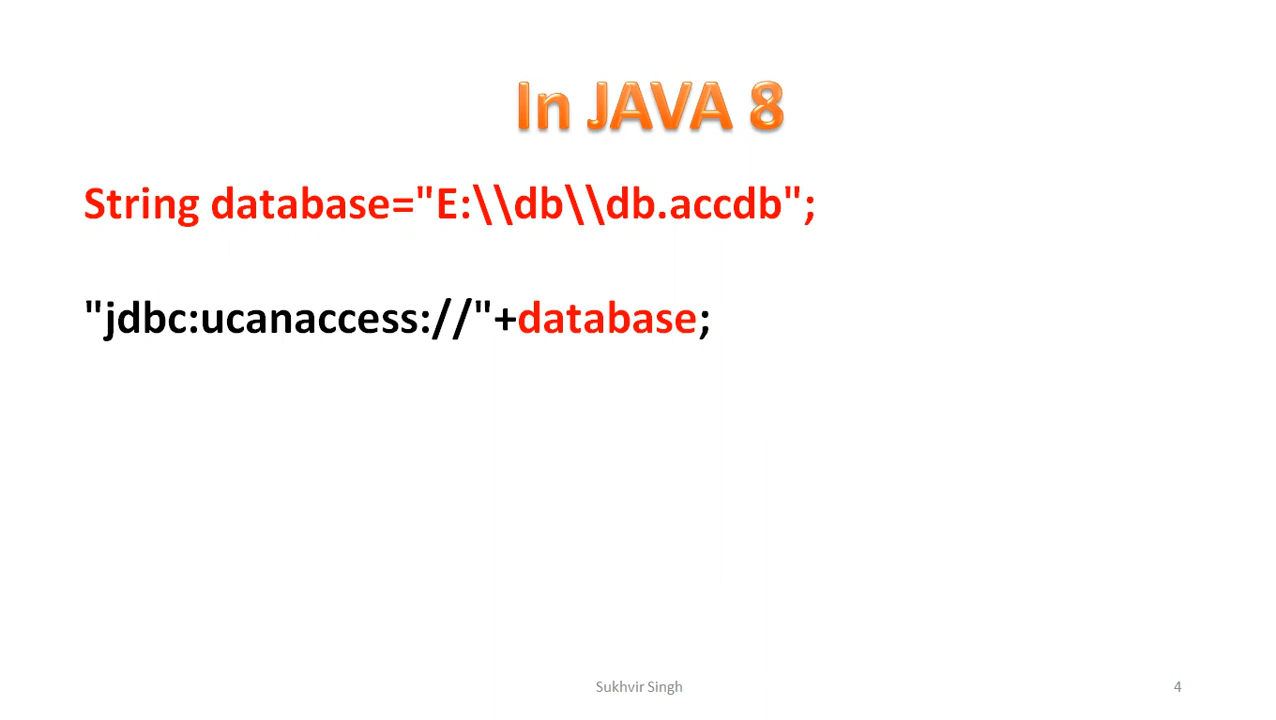 In JAVA 8
String database="E:\\db\\db.accdb";
"jdbc:ucanaccess://"+database;
Sukhvir Singh
4